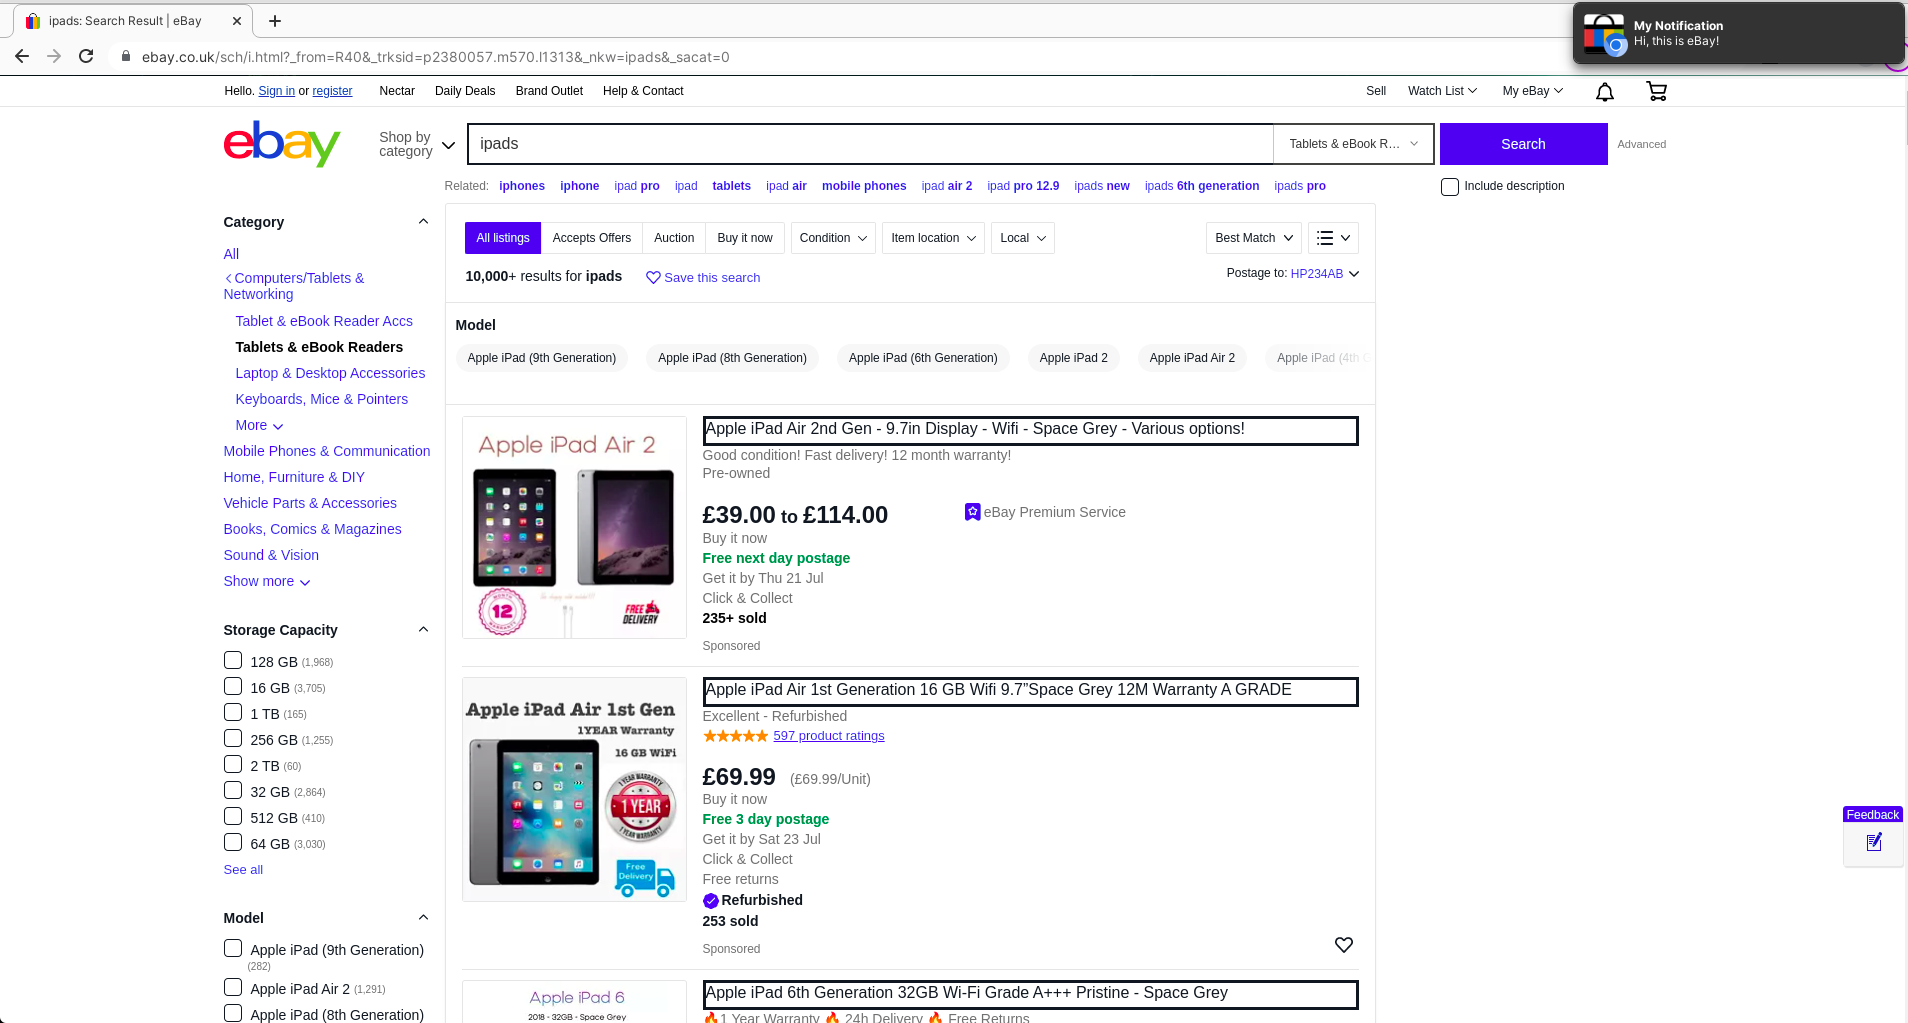 ipads: Search Result | eBay
My Notification
Hi, this is eBay!
ebay.co.uk/sch/i.html?_from=R40&_trksid=p2380057.m570.l1313&_nkw=ipads&_sacat=0
Hello. Sign in or register Nectar Daily Deals Brand Outlet Help & Contact Sell Watch List My eBay
ebay Shop by category ipads Tablets & eBook R... Search Advanced
Related: iphones iphone ipad pro ipad tablets ipad air mobile phones ipad air 2 ipad pro 12.9 ipads new ipads 6th generation ipads pro Include description
Category
All
Computers/Tablets &
Networking
Tablet & eBook Reader Accs
Tablets & eBook Readers
Laptop & Desktop Accessories
Keyboards, Mice & Pointers
More
Mobile Phones & Communication
Home, Furniture & DIY
Vehicle Parts & Accessories
Books, Comics & Magazines
Sound & Vision
Show more
Storage Capacity
128 GB (1,968)
16 GB (3,705)
1 TB (165)
256 GB (1,255)
2 TB (60)
32 GB (2,864)
512 GB (410)
64 GB (3,030)
See all
Model
Apple iPad (9th Generation)
(282)
Apple iPad Air 2 (1,291)
Apple iPad (8th Generation)
All listings Accepts Offers Auction Buy it now Condition Item location Local Best Match
10,000+ results for ipads Save this search Postage to: HP234AB
Model
Apple iPad (9th Generation) Apple iPad (8th Generation) Apple iPad (6th Generation) Apple iPad 2 Apple iPad Air 2 Apple iPad (4th G
Apple iPad Air 2
12
MONTH
WARRANTY
FREE
DELIVERY
Apple iPad Air 2nd Gen - 9.7in Display - Wifi - Space Grey - Various options!
Good condition! Fast delivery! 12 month warranty!
Pre-owned
£39.00 to £114.00 eBay Premium Service
Buy it now
Free next day postage
Get it by Thu 21 Jul
Click & Collect
235+ sold
Sponsored
Apple iPad Air 1st Gen
1YEAR Warranty
16 GB WiFi
1 YEAR WARRANTY
1 YEAR
1 YEAR WARRANTY
Free
Delivery
Apple iPad Air 1st Generation 16 GB Wifi 9.7”Space Grey 12M Warranty A GRADE
Excellent - Refurbished
597 product ratings
£69.99 (£69.99/Unit)
Buy it now
Free 3 day postage
Get it by Sat 23 Jul
Click & Collect
Free returns
Refurbished
253 sold
Sponsored
Apple iPad 6
2018 - 32GB - Space Grey
Apple iPad 6th Generation 32GB Wi-Fi Grade A+++ Pristine - Space Grey
🔥1 Year Warranty 🔥 24h Delivery 🔥 Free Returns
Feedback